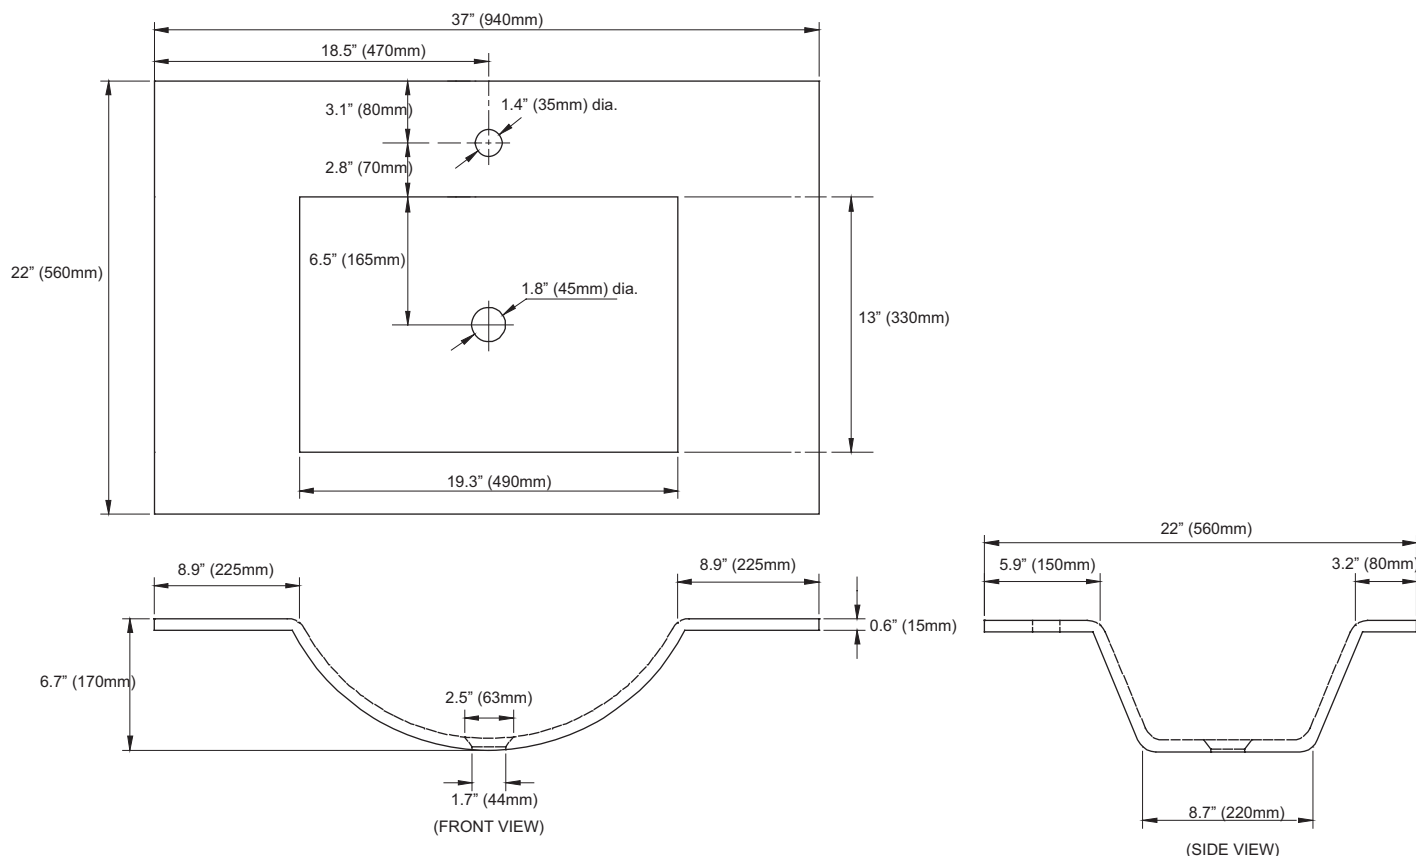 37” (940mm)
18.5” (470mm)
3.1” (80mm)
1.4” (35mm) dia.
2.8” (70mm)
6.5” (165mm)
22” (560mm)
1.8” (45mm) dia.
13” (330mm)
19.3” (490mm)
22” (560mm)
8.9” (225mm)
8.9” (225mm)
5.9” (150mm)
3.2” (80mm)
0.6” (15mm)
6.7” (170mm)
2.5” (63mm)
1.7” (44mm)
8.7” (220mm)
(FRONT VIEW)
(SIDE VIEW)